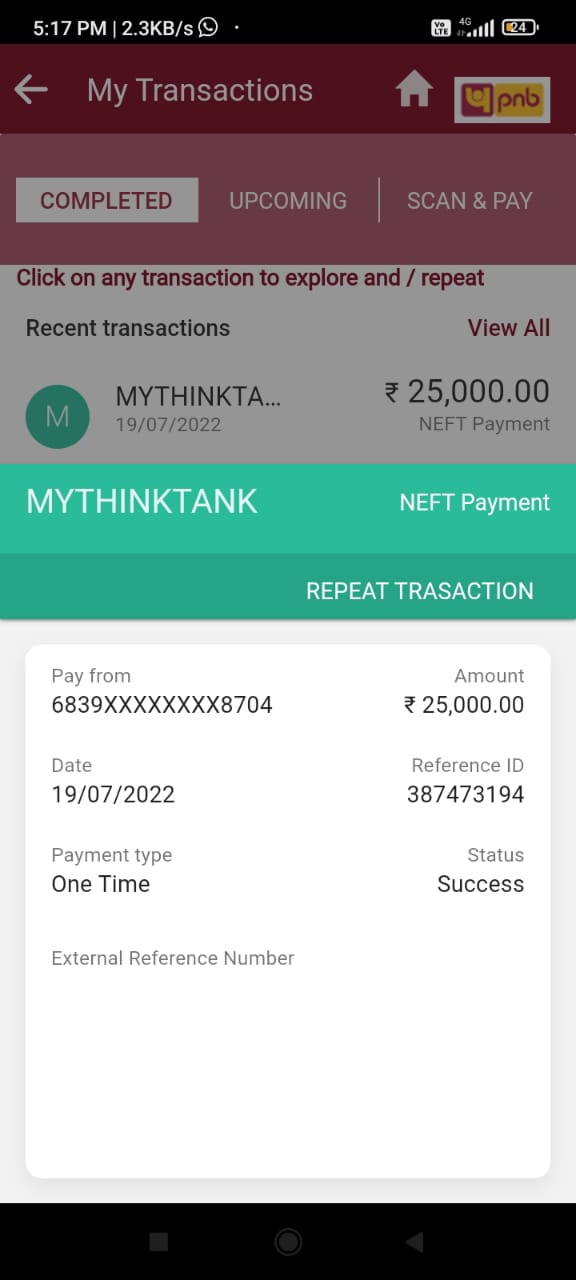 5:17 PM | 2.3KB/s
Vo LTE 4G 24
My Transactions
pnb
COMPLETED UPCOMING SCAN & PAY
Click on any transaction to explore and / repeat
Recent transactions View All
M MYTHINKTA... ₹ 25,000.00
19/07/2022 NEFT Payment
MYTHINKTANK NEFT Payment
REPEAT TRASACTION
Pay from Amount
6839XXXXXXXX8704 ₹ 25,000.00
Date Reference ID
19/07/2022 387473194
Payment type Status
One Time Success
External Reference Number